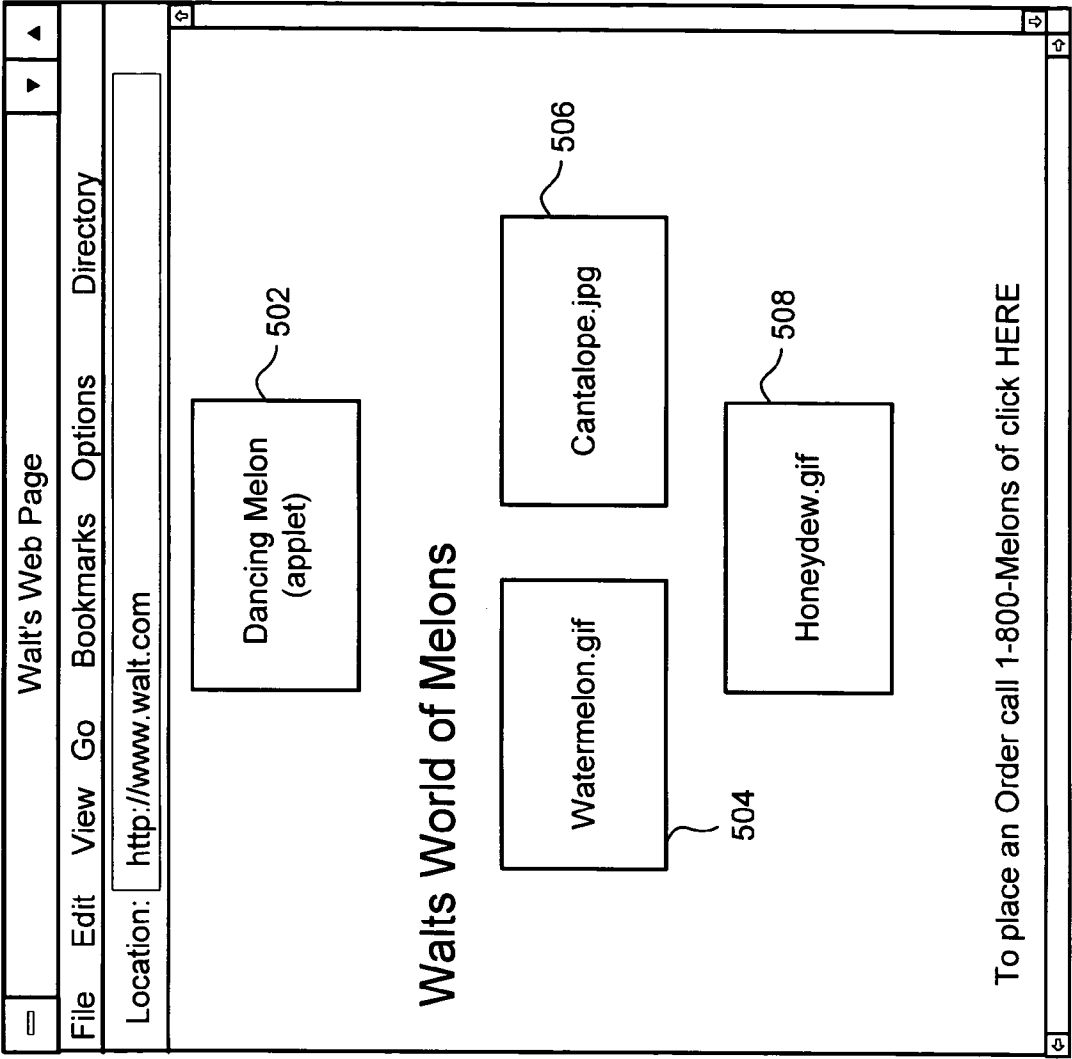 Walt's Web Page
File Edit View Go Bookmarks Options Directory
Location: http://www.walt.com
Dancing Melon
(applet)
502
Walts World of Melons
Watermelon.gif
504
Cantalope.jpg
506
Honeydew.gif
508
To place an Order call 1-800-Melons of click HERE